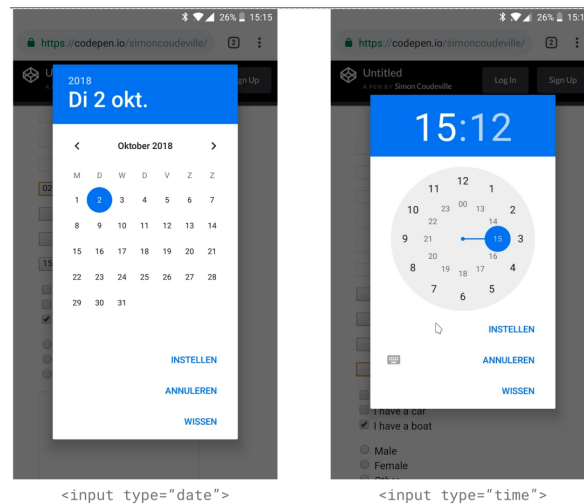 26% 15:15
https://codepen.io/simoncoudeville/ 2
gn Up
2018
Di 2 okt.
Oktober 2018
M D W D V Z Z
1 2 3 4 5 6 7
8 9 10 11 12 13 14
15 16 17 18 19 20 21
22 23 24 25 26 27 28
29 30 31
INSTELLEN
ANNULEREN
WISSEN
<input type="date">
26% 15:1
https://codepen.io/simoncoudeville/ 2
Untitled
A PEN BY Simon Coudeville
Log In
Sign Up
15:12
12
11 1
00
23 13
10 2
22 14
9 21 15 3
20 16
8 4
19 17
18
7 5
6
INSTELLEN
ANNULEREN
WISSEN
I have a car
I have a boat
Male
Female
Other
<input type="time">